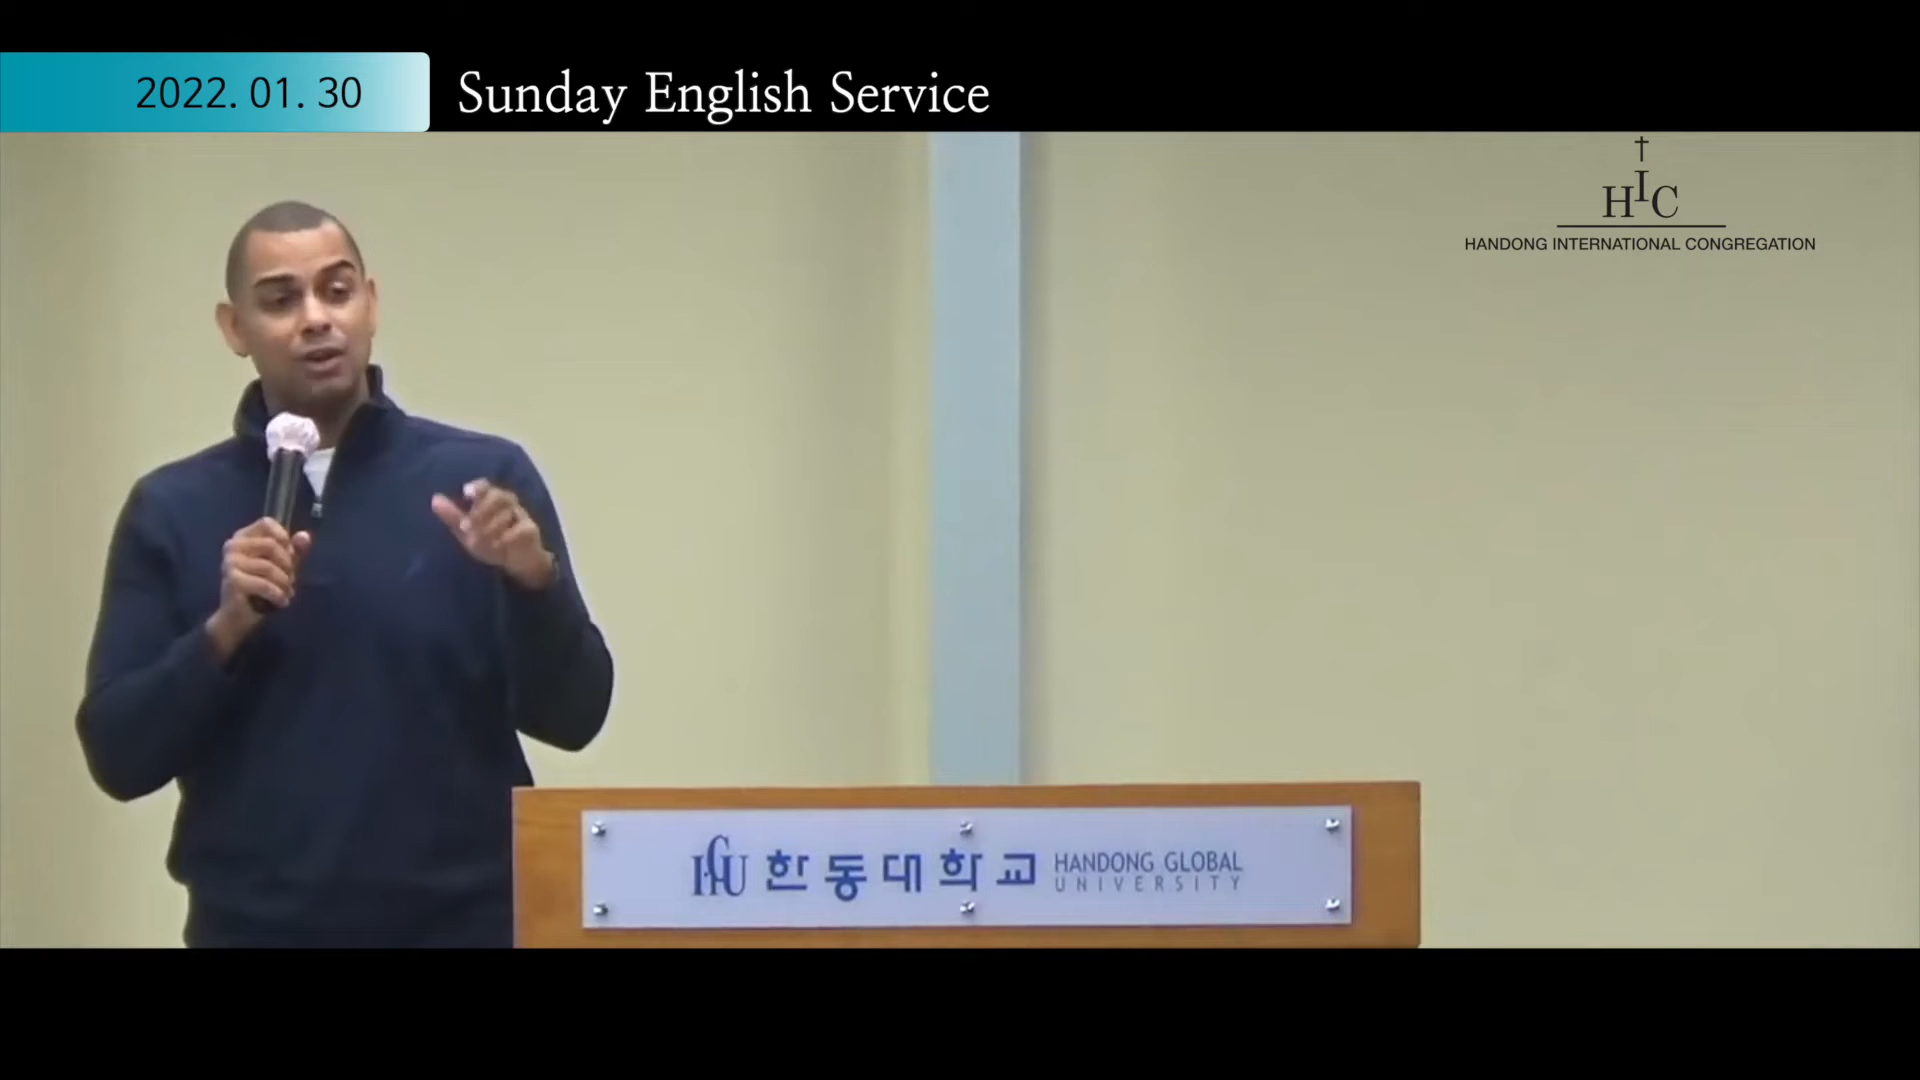 2022. 01. 30
Sunday English Service
HIC
HANDONG INTERNATIONAL CONGREGATION
HGU 한동대학교 HANDONG GLOBAL
UNIVERSITY